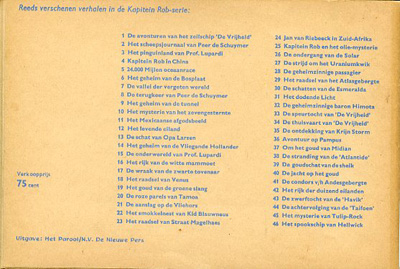 Reeds verschenen verhalen in de Kapitein Rob-serie:
1 De avonturen van het zeilschip 'De Vrijheid'
2 Het scheepsjournaal van Peer de Schuymer
3 Het pinguinland van Prof. Lupardi
4 Kapitein Rob in China
5 26.000 Mijlen oceaanrace
6 Het geheim van de Bosplaat
7 De vallei der vergeten wereld
8 De terugkeer van Peer de Schuymer
9 Het geheim van de tunnel
10 Het mysterie van het zevengesternte
11 Het Mexicaanse afgodsbeeld
12 Het levende eiland
13 De schat van Opa Larsen
14 Het geheim van de Vliegende Hollander
15 De onderwereld van Prof. Lupardi
16 Het rijk van de witte mammoet
17 De wraak van de zwarte toveraar
18 Het raadsel van Venus
19 Het goud van de groene slang
20 De roze parels van Tamoa
21 De aanslag op de Vliehors
22 Het smokkelnest van Kid Blauwneus
23 Het raadsel van Straat Magelhaes
24 Jan van Riebeeck in Zuid-Afrika
25 Kapitein Rob en het olie-mysterie
26 De ondergang van de Solar
27 De strijd om het Uraniumkwik
28 De geheimzinnige passagier
29 Het raadsel van het Atlasgebergte
30 De schatten van de Esmeralda
31 Het dodende Licht
32 De geheimzinnige baron Himota
33 De speurtocht van 'De Vrijheid'
34 De thuisvaart van 'De Vrijheid'
35 De ontdekking van Krijn Storm
36 Avontuur op Pampus
37 Om het goud van Midian
38 De stranding van de 'Atlantide'
39 De goudschat van de sheik
40 De jacht op het goud
41 De condors v/h Andesgebergte
42 Het rijk der duizend eilanden
43 De zwerftocht van de 'Havik'
44 De achtervolging van de 'Taifoen'
45 Het mysterie van Tulip-Rock
46 Het spookschip van Hellwich
Verkoopprijs
75 cent
Uitgave: Het Parool/N.V. De Nieuwe Pers